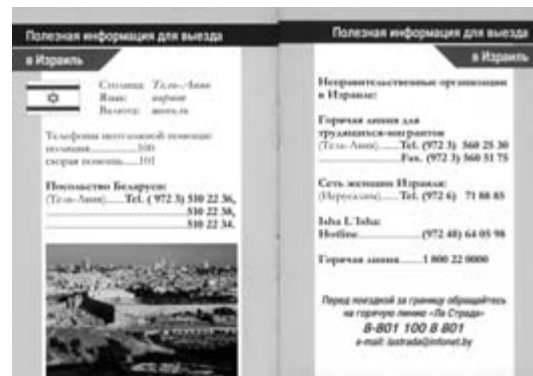 Полезная информация для выезда
в Израиль
Столица: Тель-Авив
Язык: иврит
Валюта: шекель
Телефоны неотложной помощи:
полиция...............100
скорая помощь.....101
Посольство Беларуси:
(Тель-Авив)......Tel. ( 972 3) 510 22 36,
510 22 38,
510 22 34.
Полезная информация для выезда
в Израиль
Неправительственные организации
в Израиле:
Горячая линия для
трудящихся-мигрантов
(Тель-Авив)........Tel. (972 3) 560 25 30
Fax. (972 3) 560 51 75
Сеть женщин Израиля:
(Иерусалим)......Tel. (972 6) 71 88 85
Isha L'Isha:
Hotline....................(972 48) 64 05 98
Горячая линия.......1 800 22 0000
Перед поездкой за границу обращайтесь
на горячую линию «Ла Страда»
8-801 100 8 801
e-mail: lastrada@infonet.by